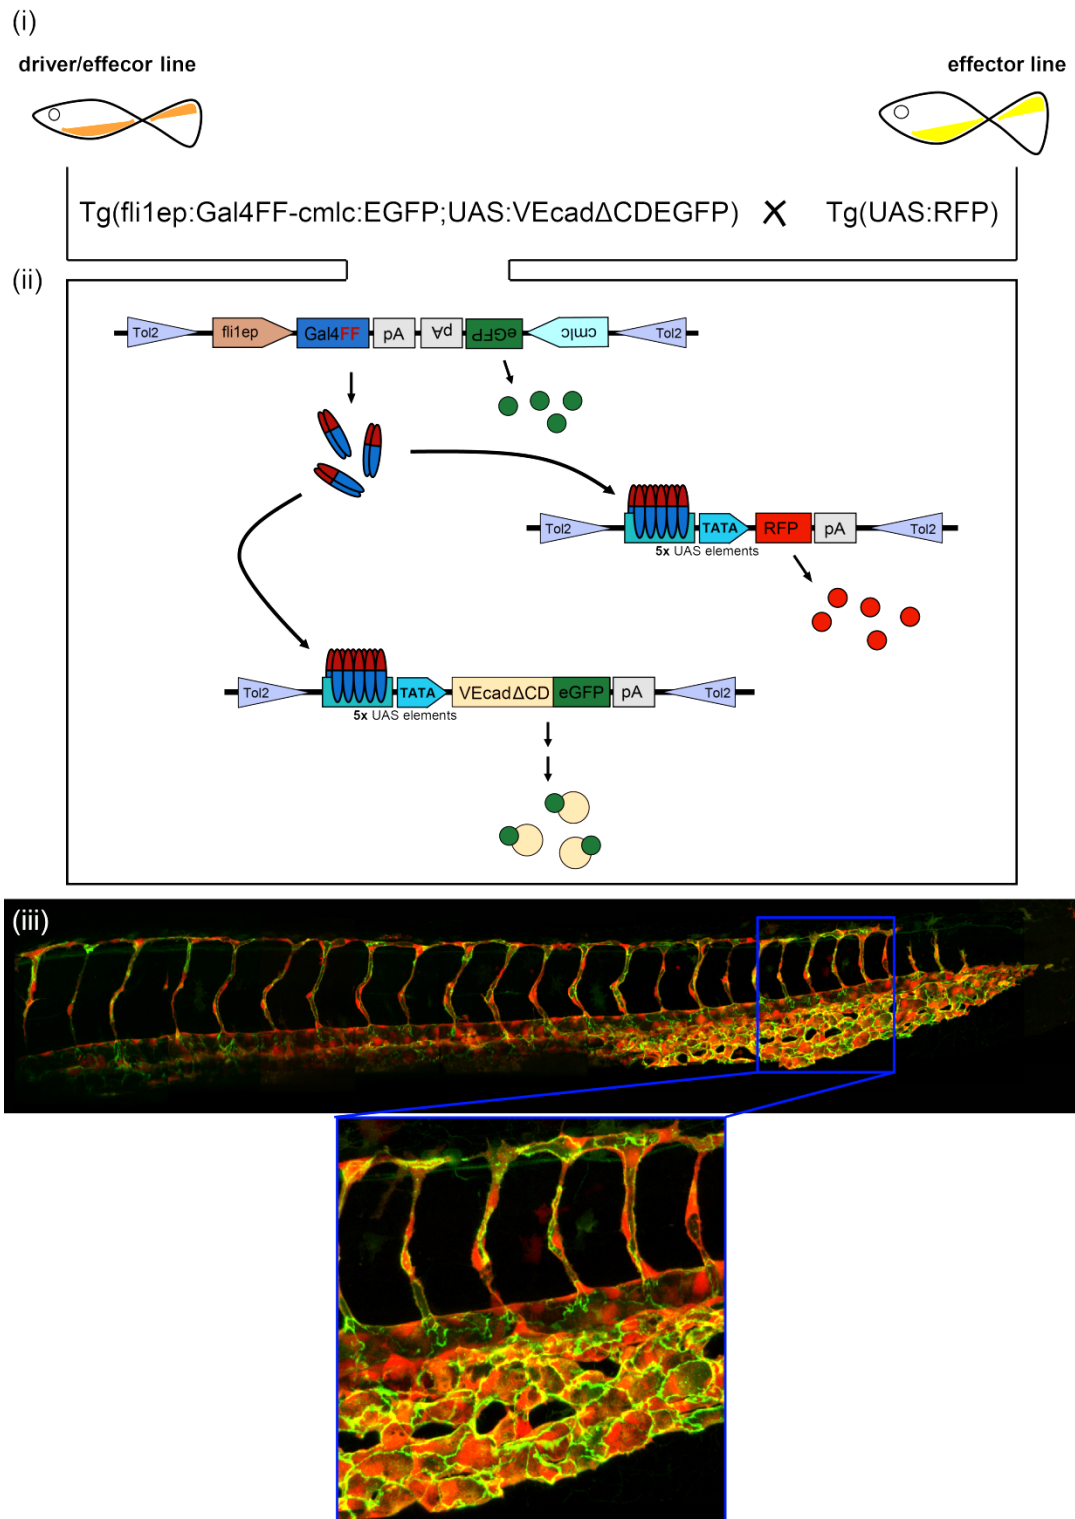 (i)
driver/effecor line
effector line
Tg(fli1ep:Gal4FF-cmlc:EGFP;UAS:VEcadΔCDEGFP) X Tg(UAS:RFP)
(ii)
Tol2 fli1ep Gal4FF pA pA eGFP cmlc Tol2
Tol2 TATA RFP pA Tol2
5x UAS elements
Tol2 TATA VEcadΔCD eGFP pA Tol2
5x UAS elements
(iii)